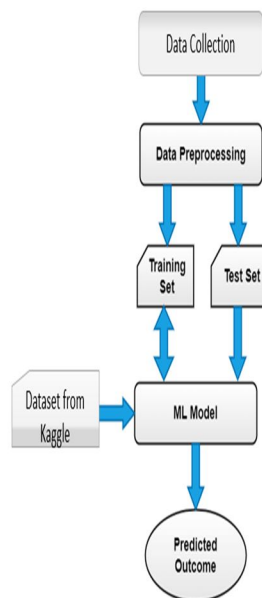 Data Collection
Data Preprocessing
Training
Set
Test Set
Dataset from
Kaggle
ML Model
Predicted
Outcome